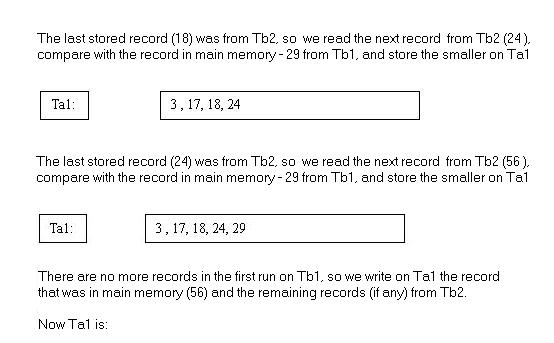 The last stored record (18) was from Tb2, so we read the next record from Tb2 (24),
compare with the record in main memory - 29 from Tb1, and store the smaller on Ta1
Ta1: 3 , 17, 18, 24
The last stored record (24) was from Tb2, so we read the next record from Tb2 (56),
compare with the record in main memory - 29 from Tb1, and store the smaller on Ta1
Ta1: 3 , 17, 18, 24, 29
There are no more records in the first run on Tb1, so we write on Ta1 the record
that was in main memory (56) and the remaining records (if any) from Tb2.
Now Ta1 is: